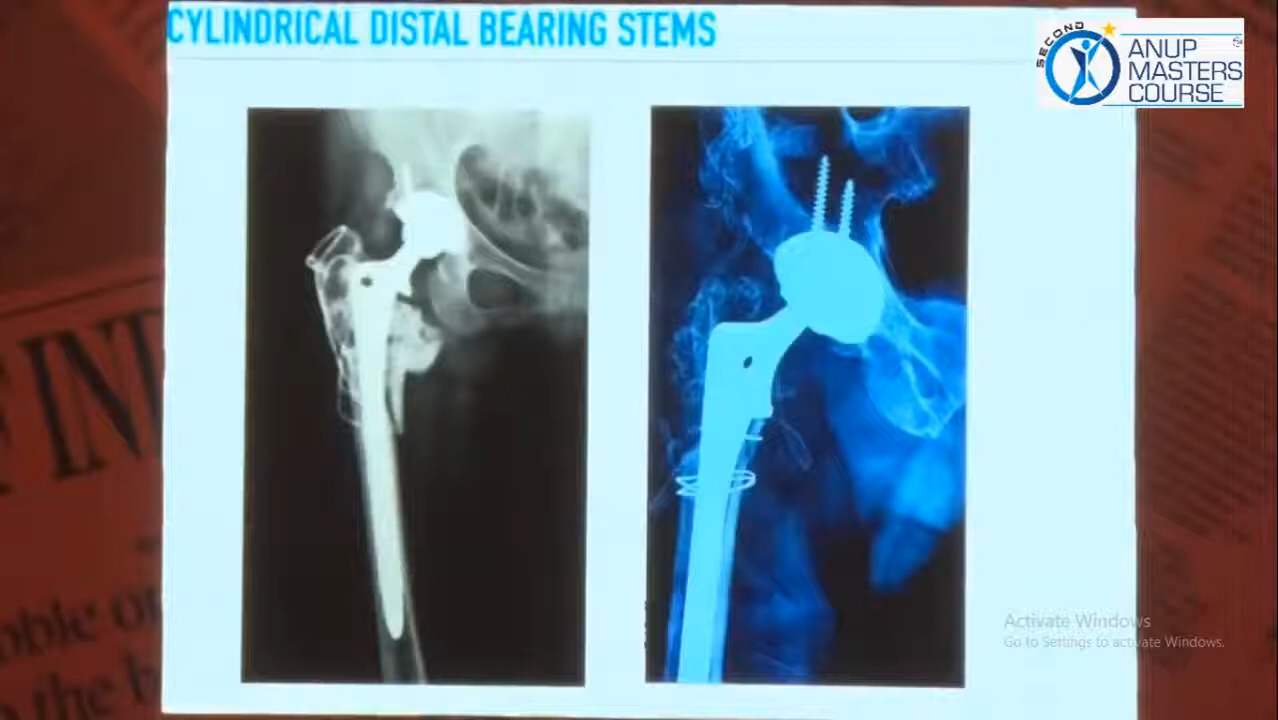 CYLINDRICAL DISTAL BEARING STEMS
SECOND
ANUP
MASTERS
COURSE
Activate Windows
Go to Settings to activate Windows.